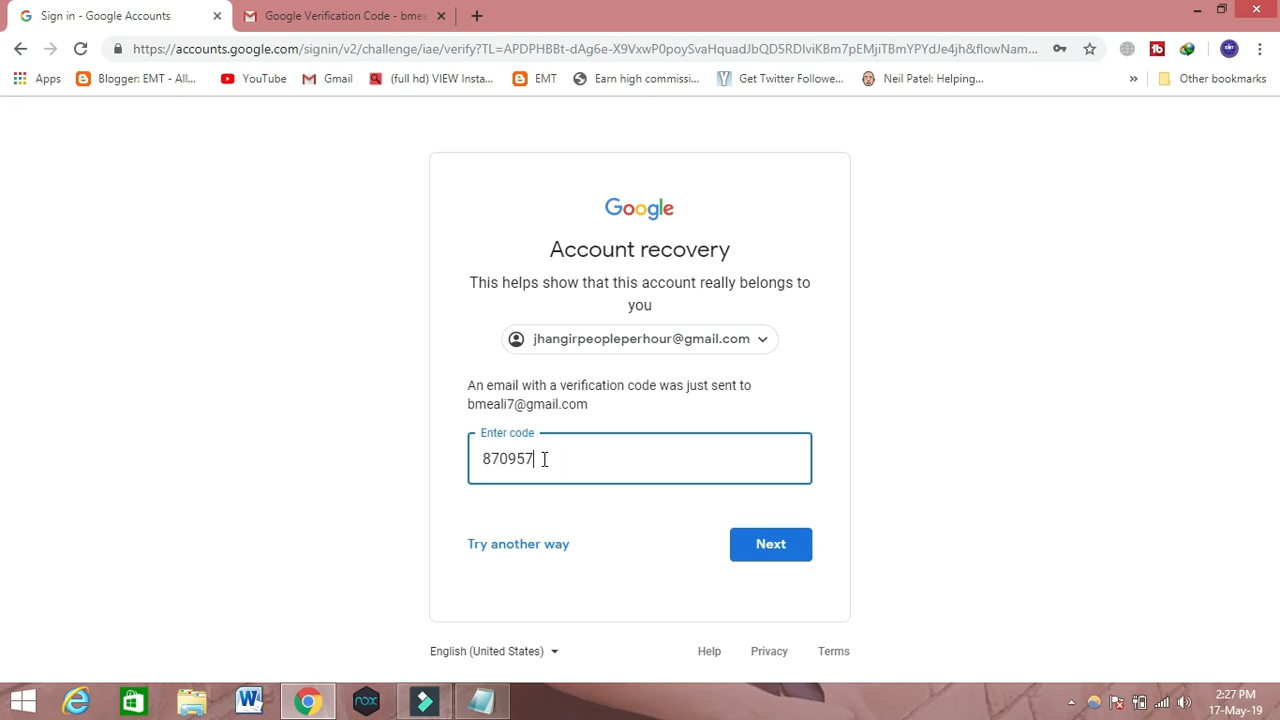 Sign in - Google Accounts
Google Verification Code - bmea
https://accounts.google.com/signin/v2/challenge/iae/verify?TL=APDPHBBt-dAg6e-X9VxwP0poySvaHquadJbQD5RDlviKBm7pEMjiTBmYPYdJe4jh&flowNam...
Apps
Blogger: EMT - All...
YouTube
Gmail
(full hd) VIEW Insta...
EMT
Earn high commissi...
Get Twitter Followe...
Neil Patel: Helping...
»
Other bookmarks
Google
Account recovery
This helps show that this account really belongs to
you
jhangirpeopleperhour@gmail.com
An email with a verification code was just sent to
bmeali7@gmail.com
Enter code
870957
Try another way
Next
English (United States)
Help
Privacy
Terms
nox
2:27 PM
17-May-19